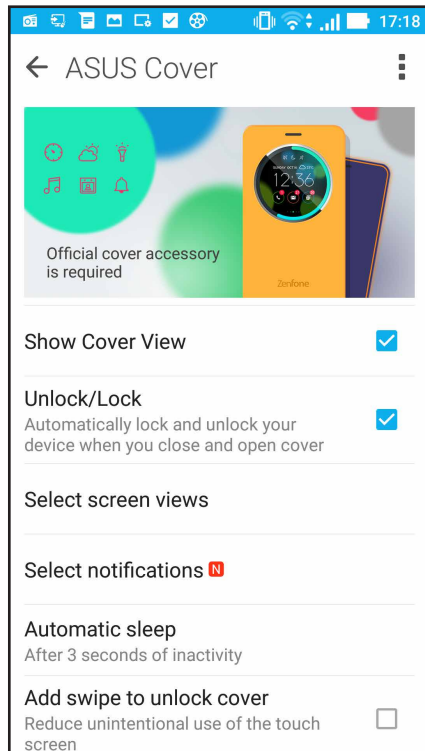 17:18
ASUS Cover
12:36
Official cover accessory
is required
Zenfone
Show Cover View
Unlock/Lock
Automatically lock and unlock your
device when you close and open cover
Select screen views
Select notifications N
Automatic sleep
After 3 seconds of inactivity
Add swipe to unlock cover
Reduce unintentional use of the touch
screen